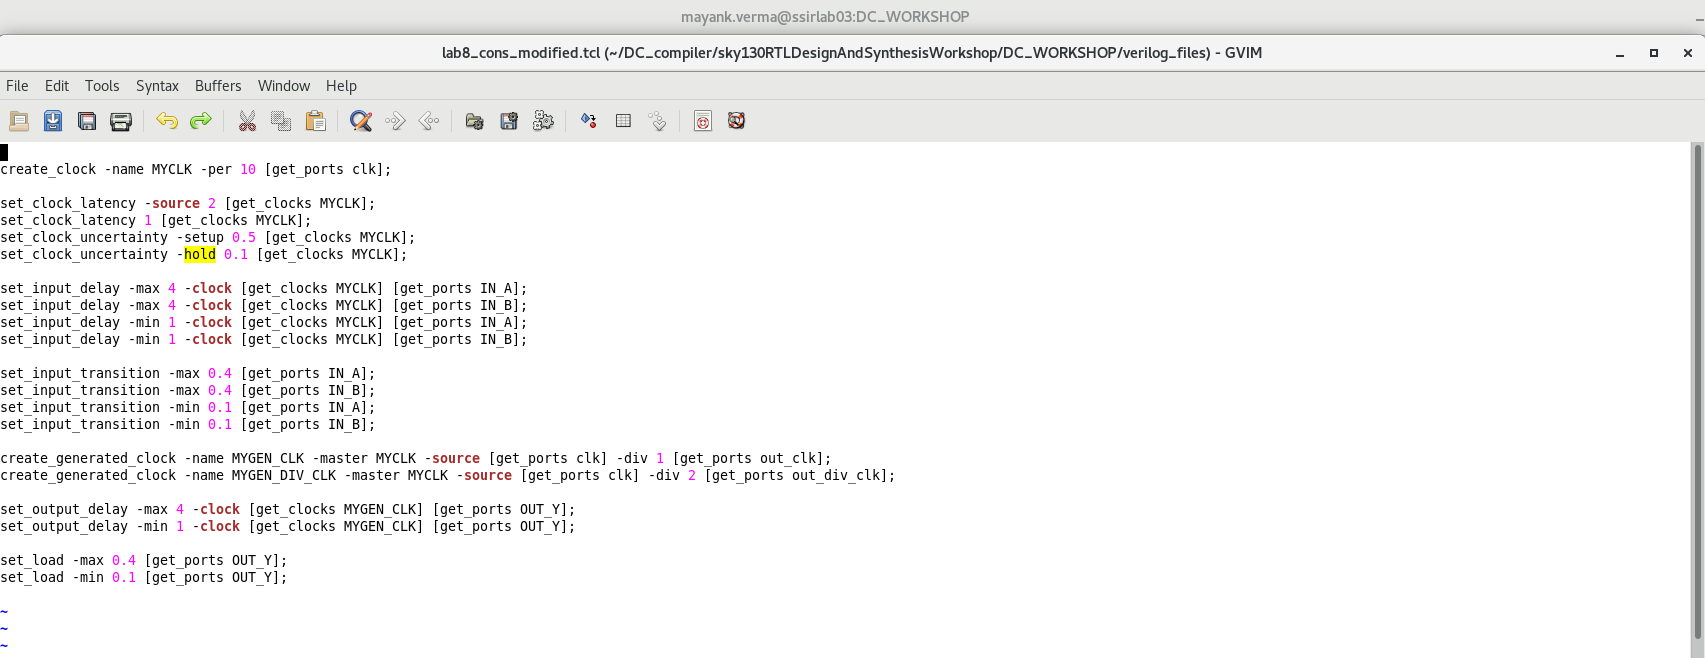 mayank.verma@ssirlab03:DC_WORKSHOP
lab8_cons_modified.tcl (~/DC_compiler/sky130RTLDesignAndSynthesisWorkshop/DC_WORKSHOP/verilog_files) - GVIM
File Edit Tools Syntax Buffers Window Help
create_clock -name MYCLK -per 10 [get_ports clk];
set_clock_latency -source 2 [get_clocks MYCLK];
set_clock_latency 1 [get_clocks MYCLK];
set_clock_uncertainty -setup 0.5 [get_clocks MYCLK];
set_clock_uncertainty -hold 0.1 [get_clocks MYCLK];
set_input_delay -max 4 -clock [get_clocks MYCLK] [get_ports IN_A];
set_input_delay -max 4 -clock [get_clocks MYCLK] [get_ports IN_B];
set_input_delay -min 1 -clock [get_clocks MYCLK] [get_ports IN_A];
set_input_delay -min 1 -clock [get_clocks MYCLK] [get_ports IN_B];
set_input_transition -max 0.4 [get_ports IN_A];
set_input_transition -max 0.4 [get_ports IN_B];
set_input_transition -min 0.1 [get_ports IN_A];
set_input_transition -min 0.1 [get_ports IN_B];
create_generated_clock -name MYGEN_CLK -master MYCLK -source [get_ports clk] -div 1 [get_ports out_clk];
create_generated_clock -name MYGEN_DIV_CLK -master MYCLK -source [get_ports clk] -div 2 [get_ports out_div_clk];
set_output_delay -max 4 -clock [get_clocks MYGEN_CLK] [get_ports OUT_Y];
set_output_delay -min 1 -clock [get_clocks MYGEN_CLK] [get_ports OUT_Y];
set_load -max 0.4 [get_ports OUT_Y];
set_load -min 0.1 [get_ports OUT_Y];
~
~
~